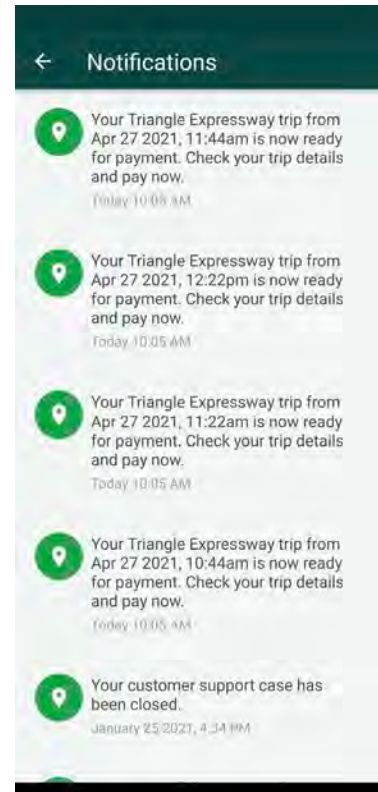 Notifications
Your Triangle Expressway trip from
Apr 27 2021, 11:44am is now ready
for payment. Check your trip details
and pay now.
Today 10:05 AM
Your Triangle Expressway trip from
Apr 27 2021, 12:22pm is now ready
for payment. Check your trip details
and pay now.
Today 10:05 AM
Your Triangle Expressway trip from
Apr 27 2021, 11:22am is now ready
for payment. Check your trip details
and pay now.
Today 10:05 AM
Your Triangle Expressway trip from
Apr 27 2021, 10:44am is now ready
for payment. Check your trip details
and pay now.
Today 10:05 AM
Your customer support case has
been closed.
January 25 2021, 4:34 PM